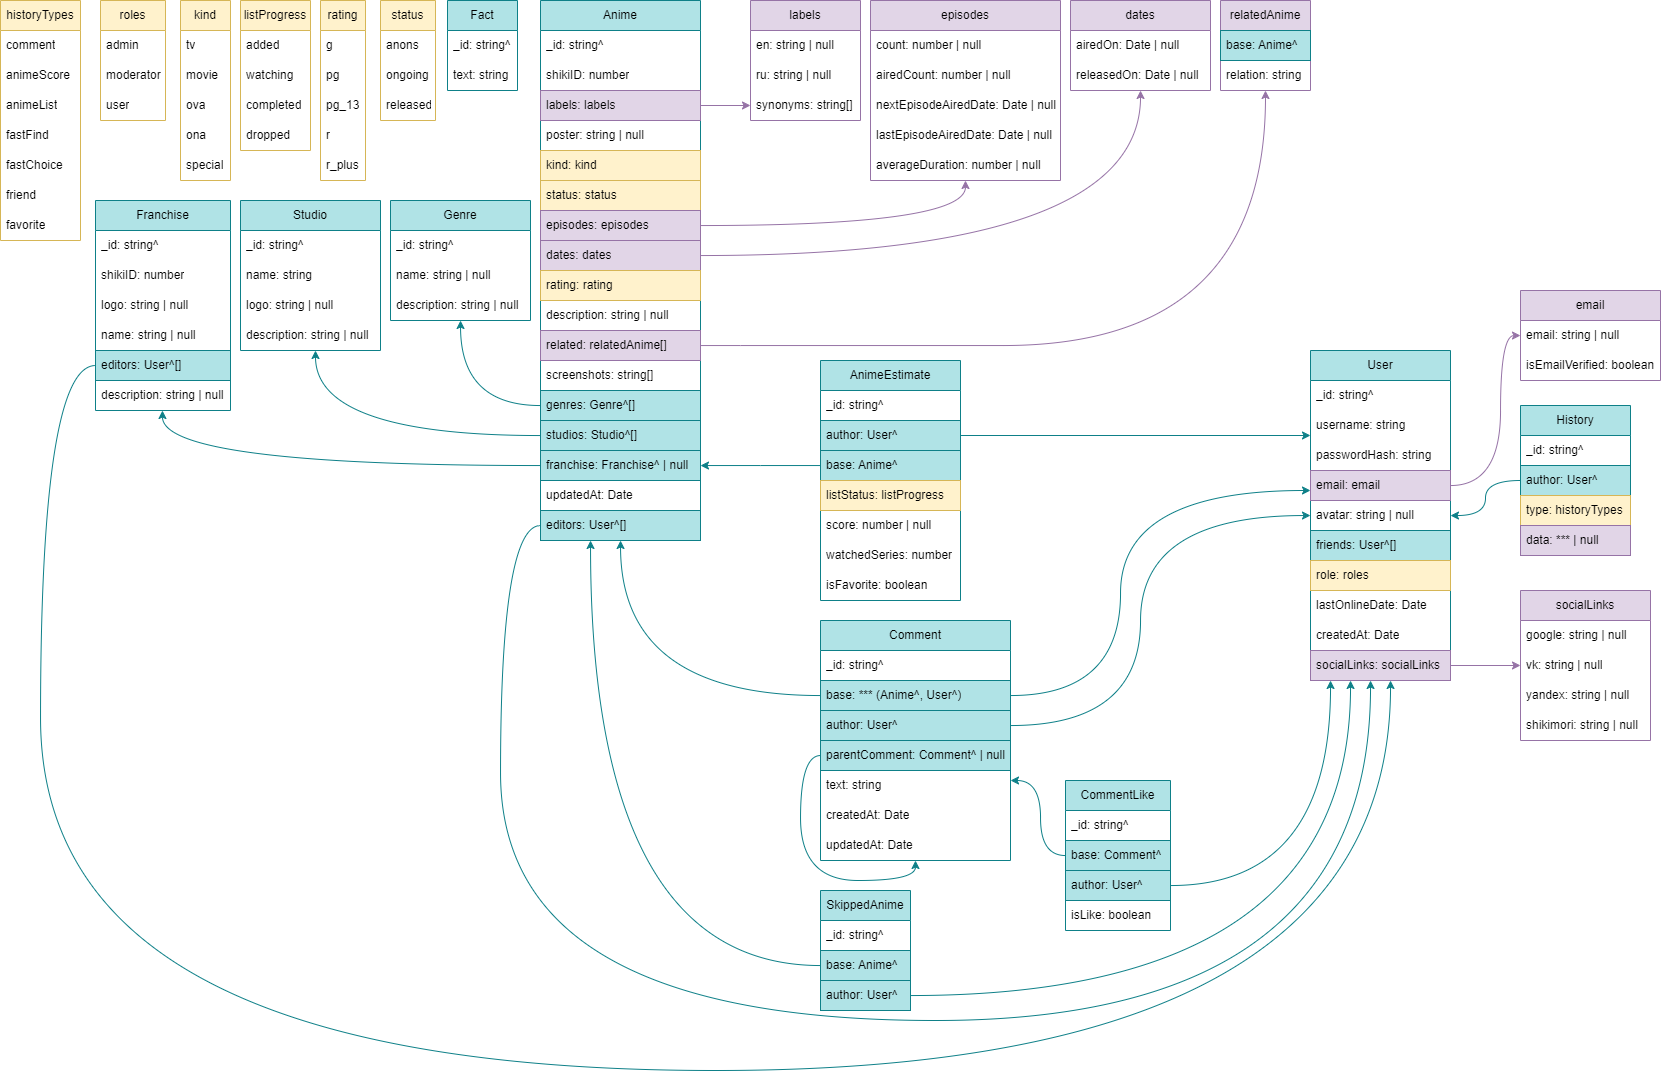 historyTypes
comment
animeScore
animeList
fastFind
fastChoice
friend
favorite
roles
admin
moderator
user
kind
tv
movie
ova
ona
special
listProgress
added
watching
completed
dropped
rating
g
pg
pg_13
r
r_plus
status
anons
ongoing
released
Fact
_id: string^
text: string
Anime
_id: string^
shikiID: number
labels: labels
poster: string | null
kind: kind
status: status
episodes: episodes
dates: dates
rating: rating
description: string | null
related: relatedAnime[]
screenshots: string[]
genres: Genre^[]
studios: Studio^[]
franchise: Franchise^ | null
updatedAt: Date
editors: User^[]
labels
en: string | null
ru: string | null
synonyms: string[]
episodes
count: number | null
airedCount: number | null
nextEpisodeAiredDate: Date | null
lastEpisodeAiredDate: Date | null
averageDuration: number | null
dates
airedOn: Date | null
releasedOn: Date | null
relatedAnime
base: Anime^
relation: string
Franchise
_id: string^
shikiID: number
logo: string | null
name: string | null
editors: User^[]
description: string | null
Studio
_id: string^
name: string
logo: string | null
description: string | null
Genre
_id: string^
name: string | null
description: string | null
AnimeEstimate
_id: string^
author: User^
base: Anime^
listStatus: listProgress
score: number | null
watchedSeries: number
isFavorite: boolean
User
_id: string^
username: string
passwordHash: string
email: email
avatar: string | null
friends: User^[]
role: roles
lastOnlineDate: Date
createdAt: Date
socialLinks: socialLinks
email
email: string | null
isEmailVerified: boolean
History
_id: string^
author: User^
type: historyTypes
data: *** | null
socialLinks
google: string | null
vk: string | null
yandex: string | null
shikimori: string | null
Comment
_id: string^
base: *** (Anime^, User^)
author: User^
parentComment: Comment^ | null
text: string
createdAt: Date
updatedAt: Date
CommentLike
_id: string^
base: Comment^
author: User^
isLike: boolean
SkippedAnime
_id: string^
base: Anime^
author: User^